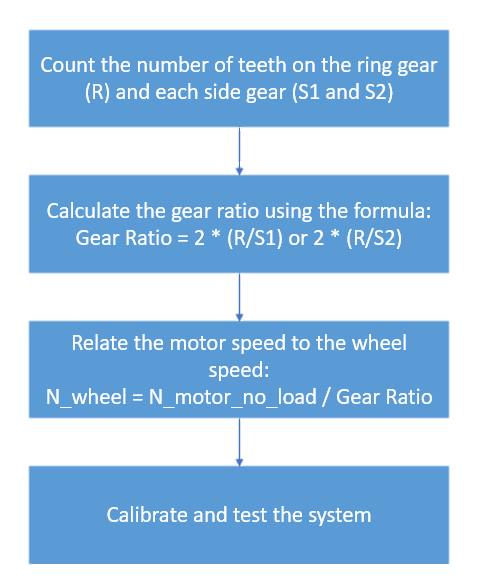 Count the number of teeth on the ring gear
(R) and each side gear (S1 and S2)
Calculate the gear ratio using the formula:
Gear Ratio = 2 * (R/S1) or 2 * (R/S2)
Relate the motor speed to the wheel
speed:
N_wheel = N_motor_no_load / Gear Ratio
Calibrate and test the system